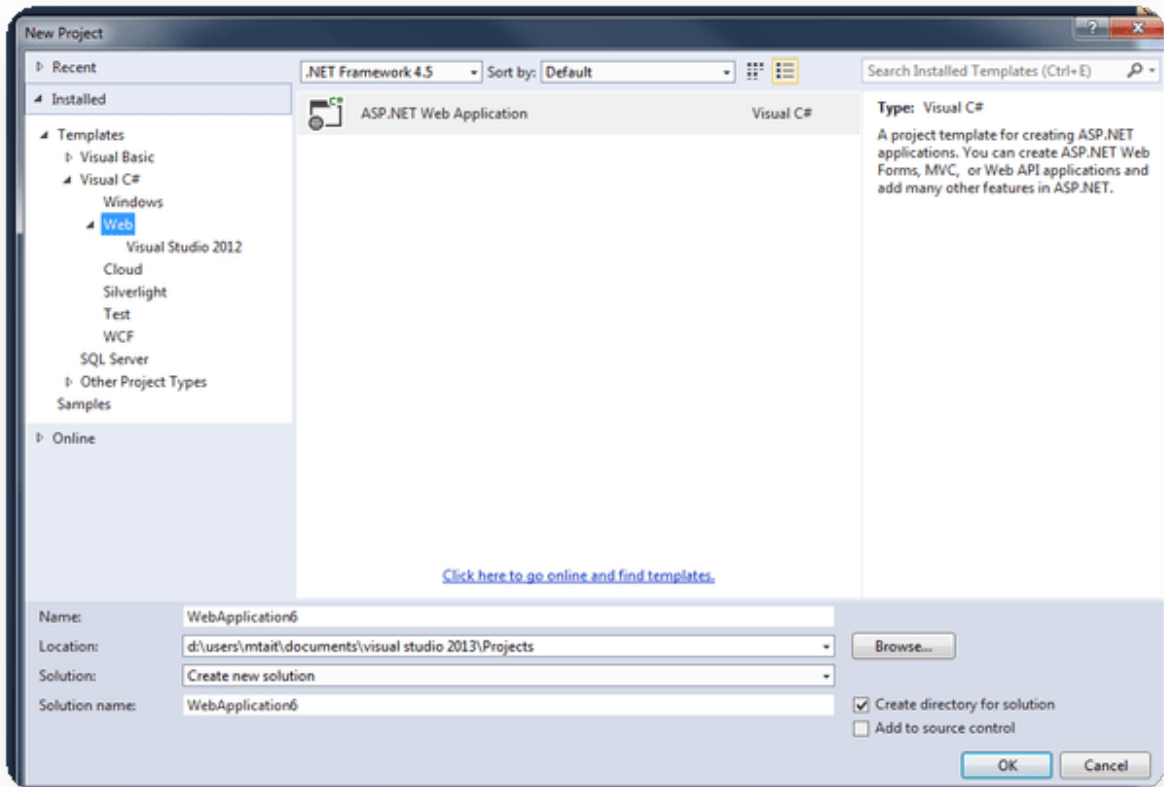 New Project
Recent
Installed
Templates
Visual Basic
Visual C#
Windows
Web
Visual Studio 2012
Cloud
Silverlight
Test
WCF
SQL Server
Other Project Types
Samples
Online
.NET Framework 4.5 Sort by: Default
C# ASP.NET Web Application Visual C#
Click here to go online and find templates.
Search Installed Templates (Ctrl+E)
Type: Visual C#
A project template for creating ASP.NET
applications. You can create ASP.NET Web
Forms, MVC, or Web API applications and
add many other features in ASP.NET.
Name: WebApplication6
Location: d:\users\mtait\documents\visual studio 2013\Projects Browse...
Solution: Create new solution
Solution name: WebApplication6 Create directory for solution
Add to source control
OK Cancel